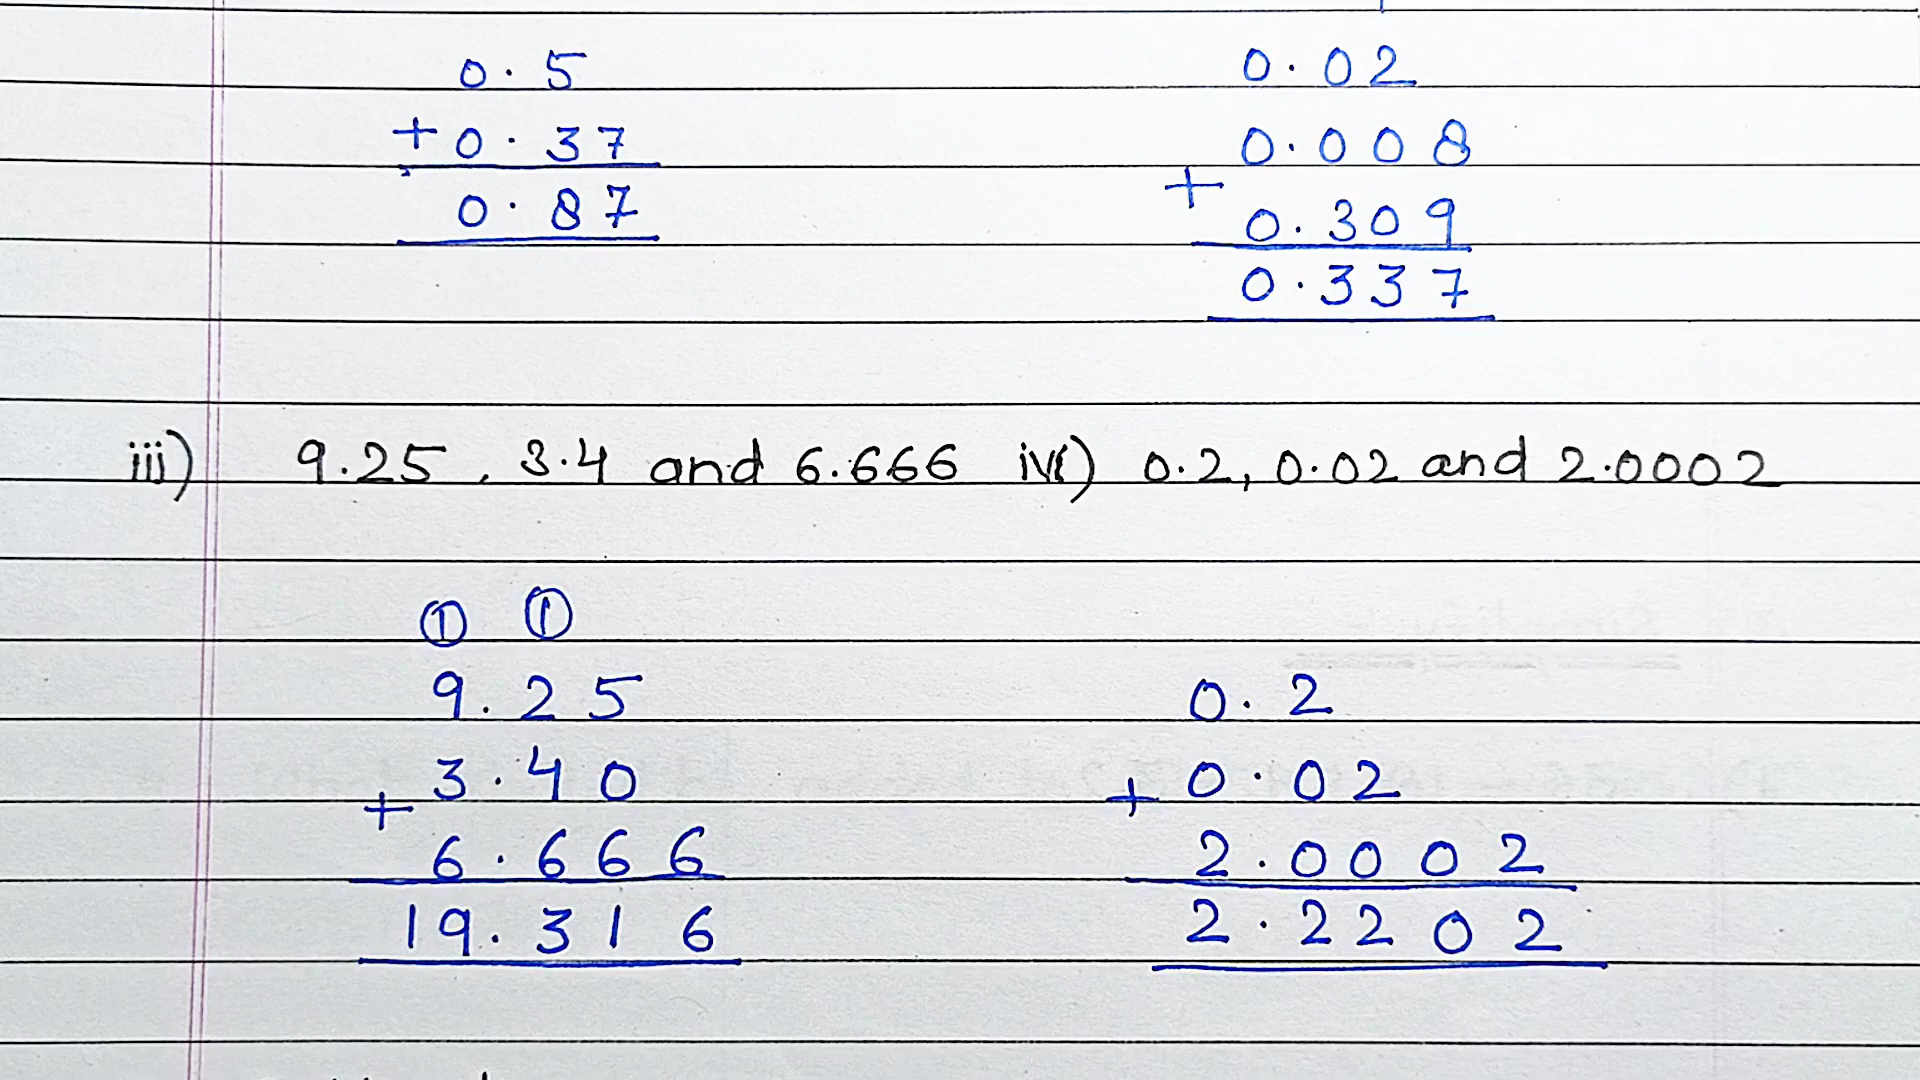 0.5 0.02
+ 0.37 0.008
0.87 + 0.309
0.337
iii) 9.25, 3.4 and 6.666 iv) 0.2, 0.02 and 2.0002
① ①
9.25 0.2
3.40 + 0.02
+ 6.666 2.0002
19.316 2.2202